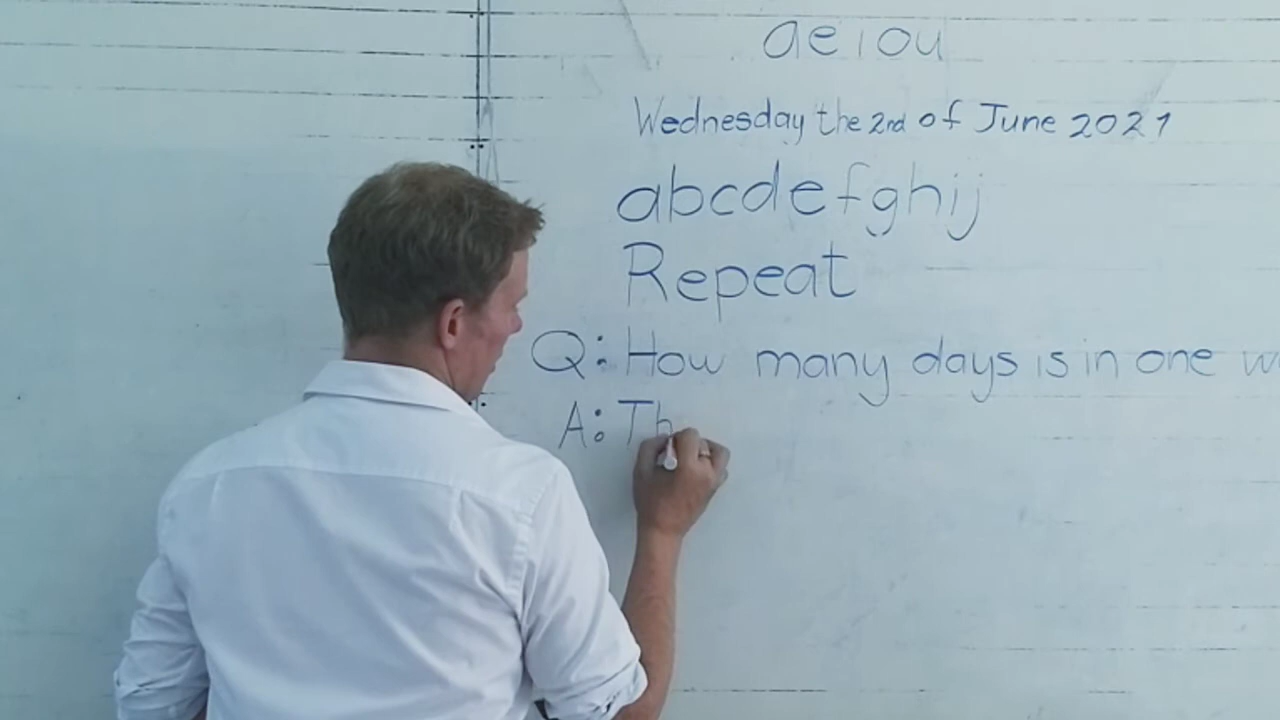 aeiou
Wednesday the 2nd of June 2021
abcdefghij
Repeat
Q: How many days is in one w
A: Th